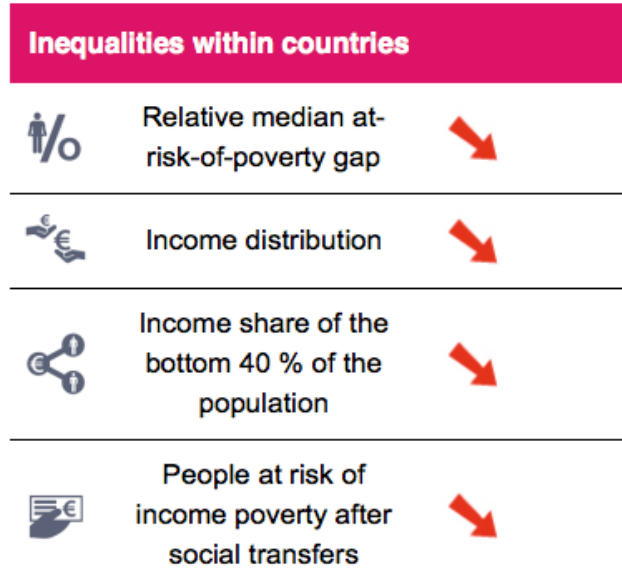 Inequalities within countries
Relative median at-
risk-of-poverty gap
Income distribution
Income share of the
bottom 40 % of the
population
People at risk of
income poverty after
social transfers